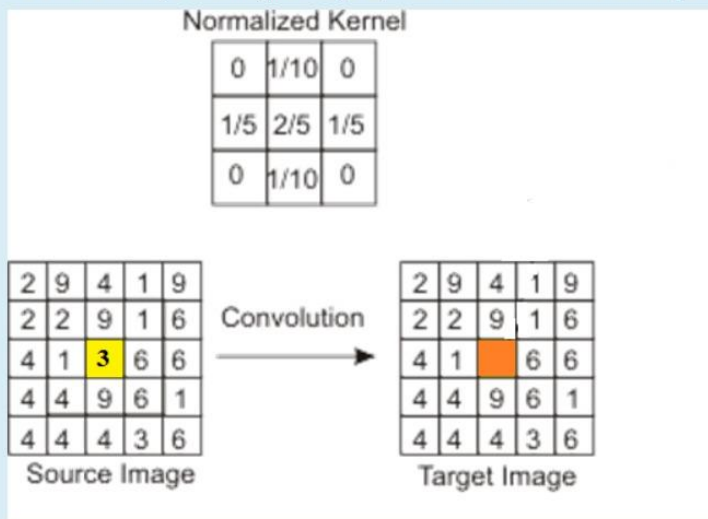 Normalized Kernel
0 1/10 0
1/5 2/5 1/5
0 1/10 0
2 9 4 1 9
2 2 9 1 6
4 1 3 6 6
4 4 9 6 1
4 4 4 3 6
Source Image
Convolution
2 9 4 1 9
2 2 9 1 6
4 1 6 6
4 4 9 6 1
4 4 4 3 6
Target Image